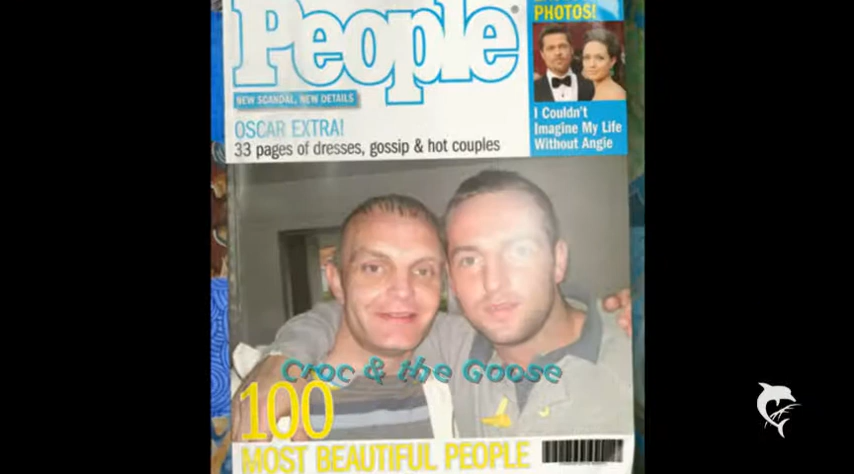 People®
PHOTOS!
NEW SCANDAL, NEW DETAILS
OSCAR EXTRA!
33 pages of dresses, gossip & hot couples
I Couldn't
Imagine My Life
Without Angie
Croc & the Goose
100
MOST BEAUTIFUL PEOPLE